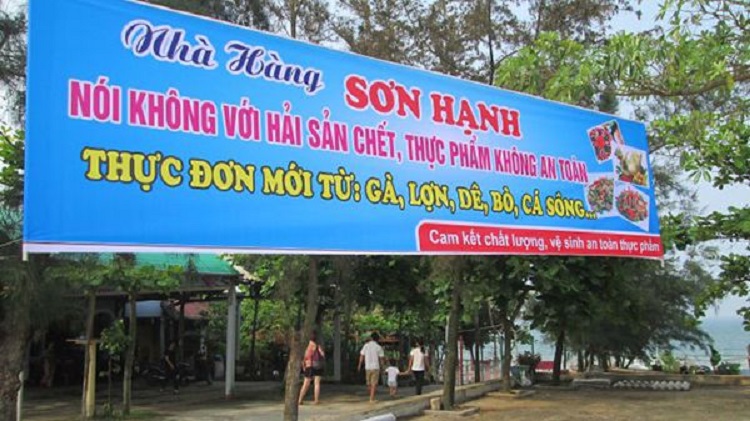 Nhà Hàng
SƠN HẠNH
NÓI KHÔNG VỚI HẢI SẢN CHẾT, THỰC PHẨM KHÔNG AN TOÀN
THỰC ĐƠN MỚI TỪ: GÀ, LỢN, DÊ, BÒ, CÁ SÔNG...
Cam kết chất lượng, vệ sinh an toàn thực phẩm